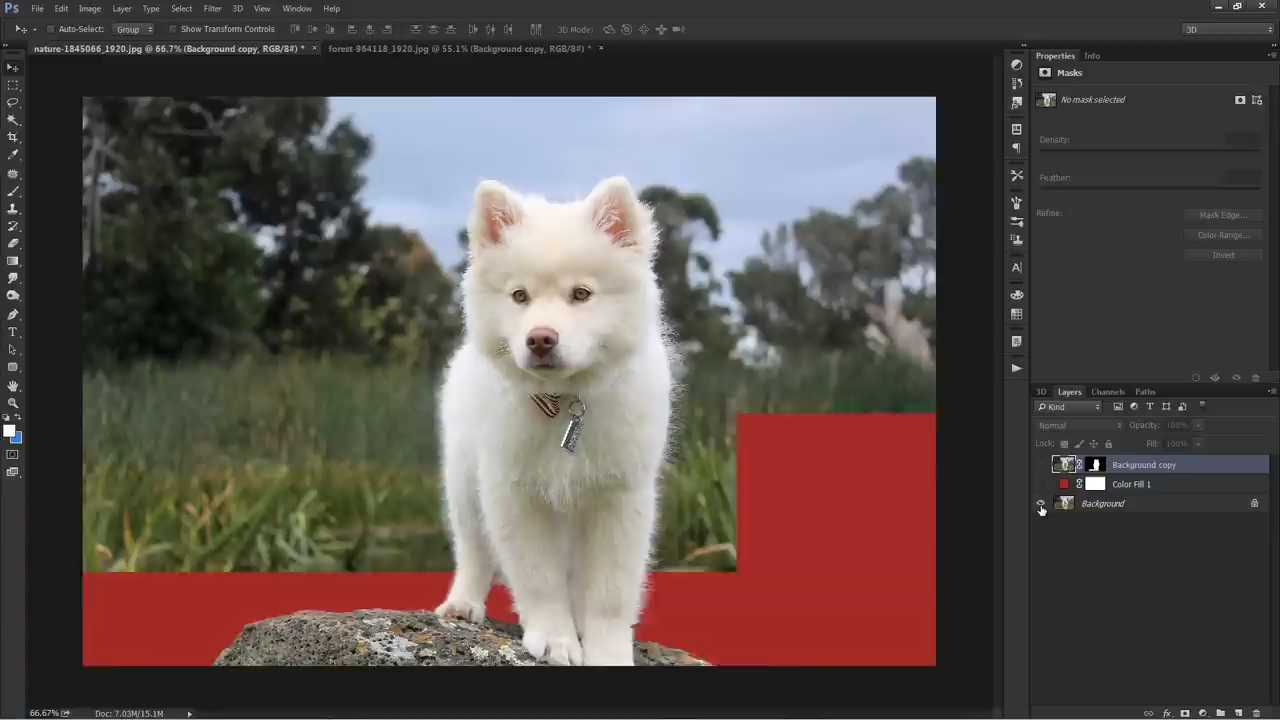 Ps File Edit Image Layer Type Select Filter 3D View Window Help
Auto-Select: Group Show Transform Controls 3D Mode: 3D
nature-1845066_1920.jpg @ 66.7% (Background copy, RGB/8#) * × forest-964118_1920.jpg @ 55.1% (Background copy, RGB/8#) * ×
Properties Info
Masks
No mask selected
Density:
Feather:
Refine: Mask Edge...
Color Range...
Invert
3D Layers Channels Paths
Kind
Normal Opacity: 100%
Lock: Fill: 100%
Background copy
Color Fill 1
Background
66.67% Doc: 7.03M/15.1M